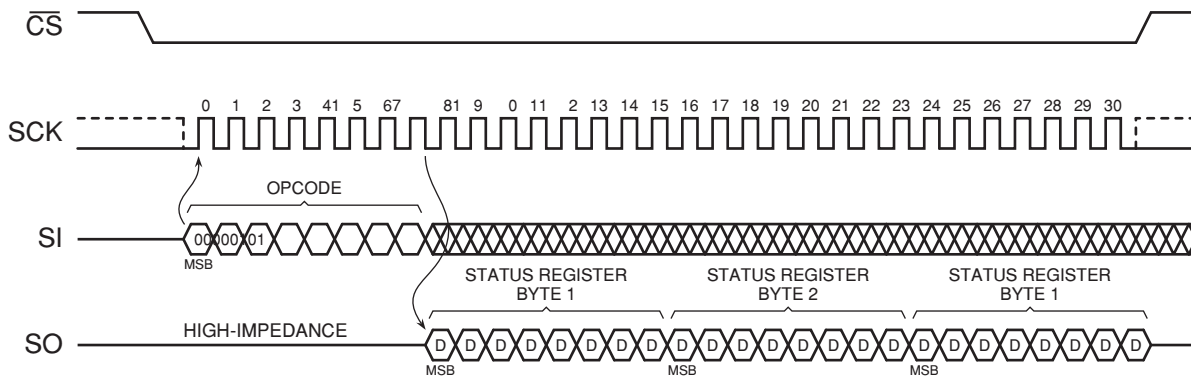 CS
0 1 2 3 41 5 67 81 9 0 11 2 13 14 15 16 17 18 19 20 21 22 23 24 25 26 27 28 29 30
SCK
OPCODE
SI
00000101
MSB
STATUS REGISTER
BYTE 1
STATUS REGISTER
BYTE 2
STATUS REGISTER
BYTE 1
HIGH-IMPEDANCE
SO
D D D D D D D D D D D D D D D D D D D D D D D D
MSB MSB MSB